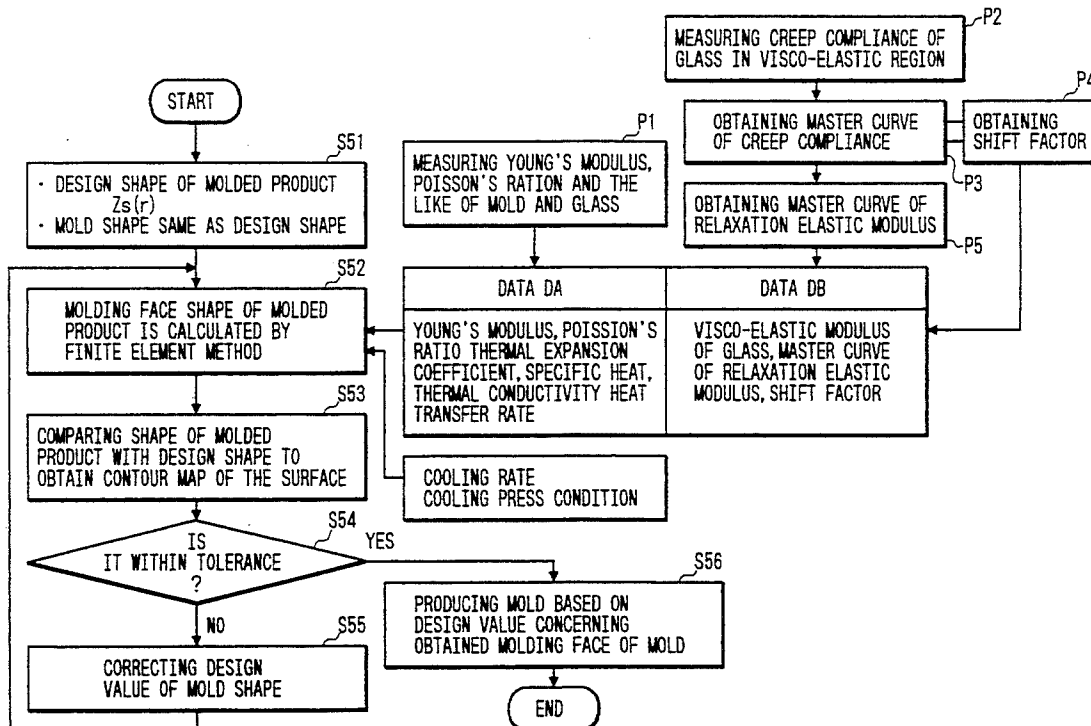 START
S51
· DESIGN SHAPE OF MOLDED PRODUCT
Zs(r)
· MOLD SHAPE SAME AS DESIGN SHAPE
S52
MOLDING FACE SHAPE OF MOLDED
PRODUCT IS CALCULATED BY
FINITE ELEMENT METHOD
S53
COMPARING SHAPE OF MOLDED
PRODUCT WITH DESIGN SHAPE TO
OBTAIN CONTOUR MAP OF THE SURFACE
S54
IS
IT WITHIN TOLERANCE
?
YES
NO
S55
CORRECTING DESIGN
VALUE OF MOLD SHAPE
S56
PRODUCING MOLD BASED ON
DESIGN VALUE CONCERNING
OBTAINED MOLDING FACE OF MOLD
END
P1
MEASURING YOUNG'S MODULUS,
POISSON'S RATION AND THE
LIKE OF MOLD AND GLASS
P2
MEASURING CREEP COMPLIANCE OF
GLASS IN VISCO-ELASTIC REGION
OBTAINING MASTER CURVE
OF CREEP COMPLIANCE
P3
P4
OBTAINING
SHIFT FACTOR
OBTAINING MASTER CURVE OF
RELAXATION ELASTIC MODULUS
P5
DATA DA
YOUNG'S MODULUS, POISSION'S
RATIO THERMAL EXPANSION
COEFFICIENT, SPECIFIC HEAT,
THERMAL CONDUCTIVITY HEAT
TRANSFER RATE
DATA DB
VISCO-ELASTIC MODULUS
OF GLASS, MASTER CURVE
OF RELAXATION ELASTIC
MODULUS, SHIFT FACTOR
COOLING RATE
COOLING PRESS CONDITION